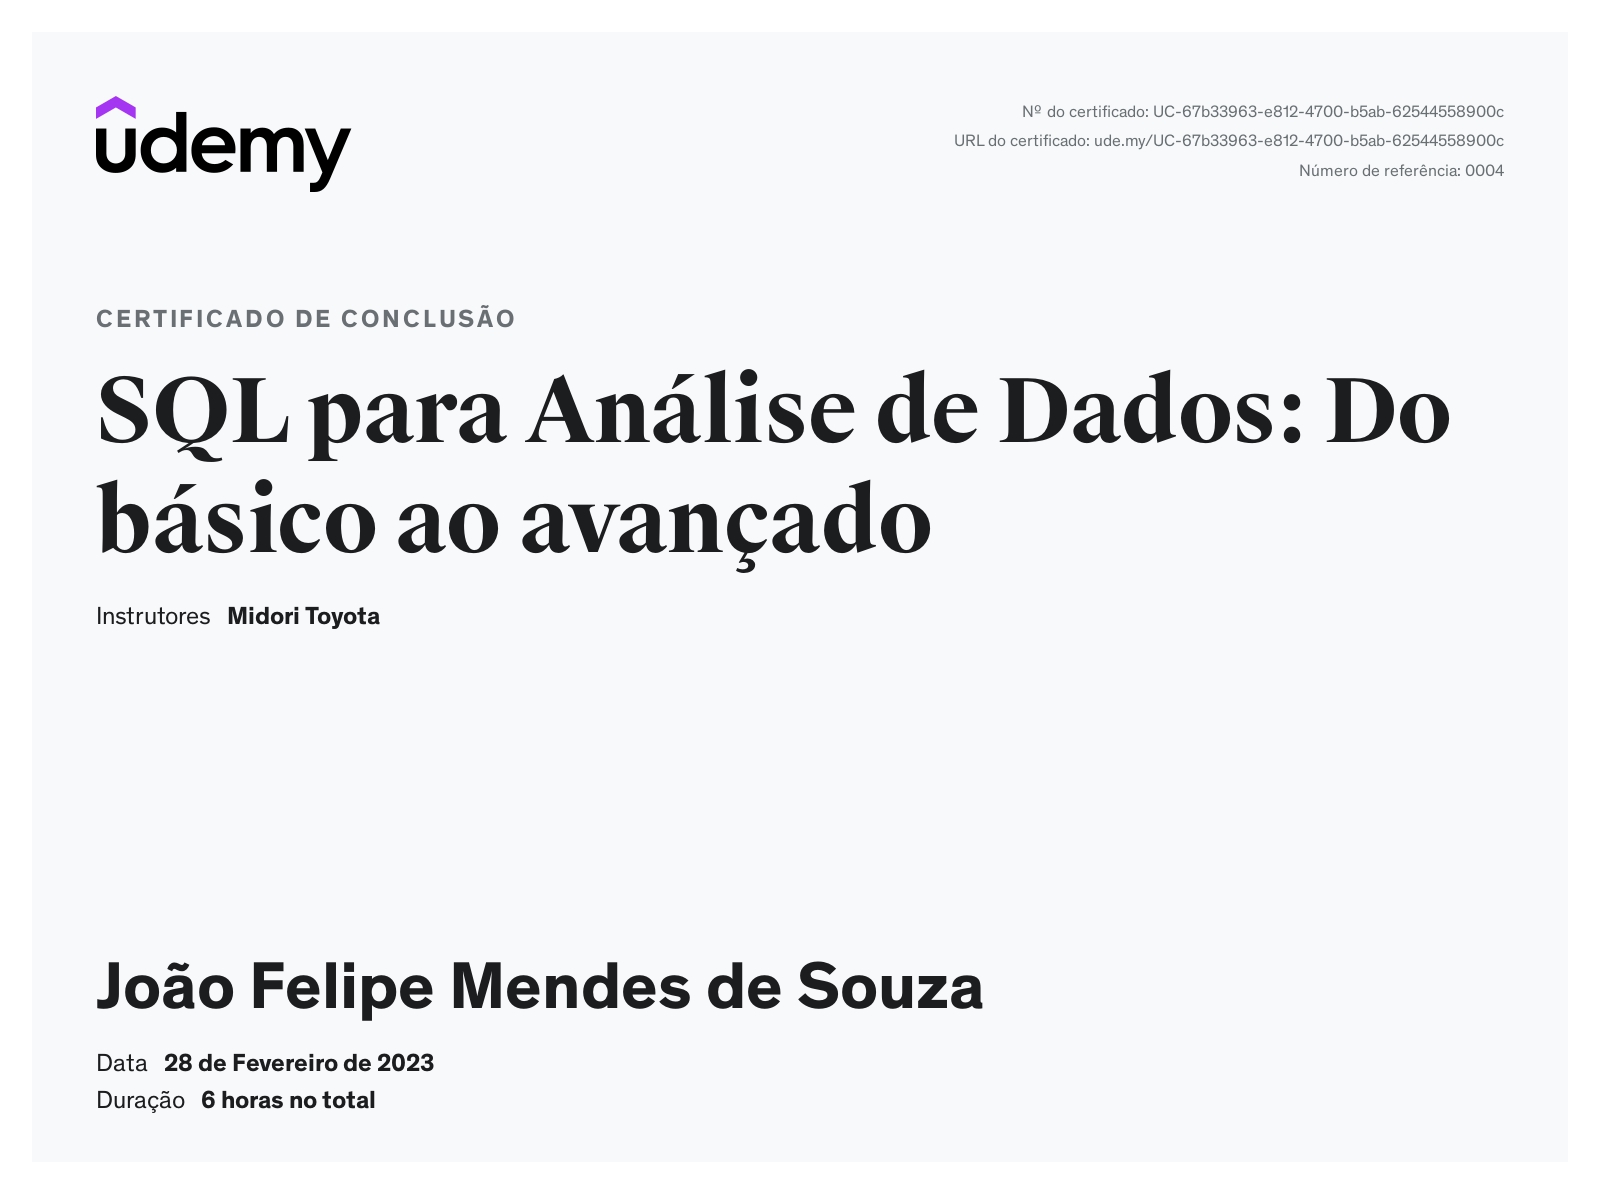 udemy
Nº do certificado: UC-67b33963-e812-4700-b5ab-62544558900c
URL do certificado: ude.my/UC-67b33963-e812-4700-b5ab-62544558900c
Número de referência: 0004
CERTIFICADO DE CONCLUSÃO
SQL para Análise de Dados: Do
básico ao avançado
Instrutores Midori Toyota
João Felipe Mendes de Souza
Data 28 de Fevereiro de 2023
Duração 6 horas no total